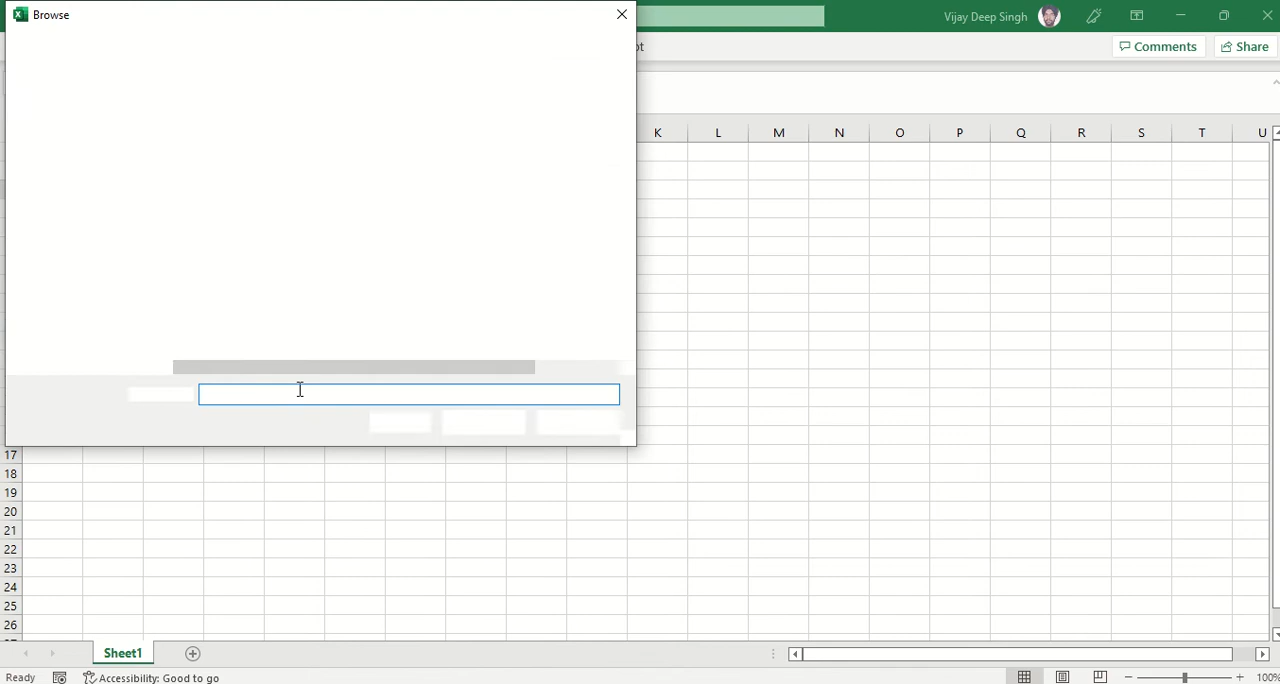 Browse
Vijay Deep Singh
ot
Comments
Share
K L M N O P Q R S T U
17
18
19
20
21
22
23
24
25
26
Sheet1
Ready
Accessibility: Good to go
100%